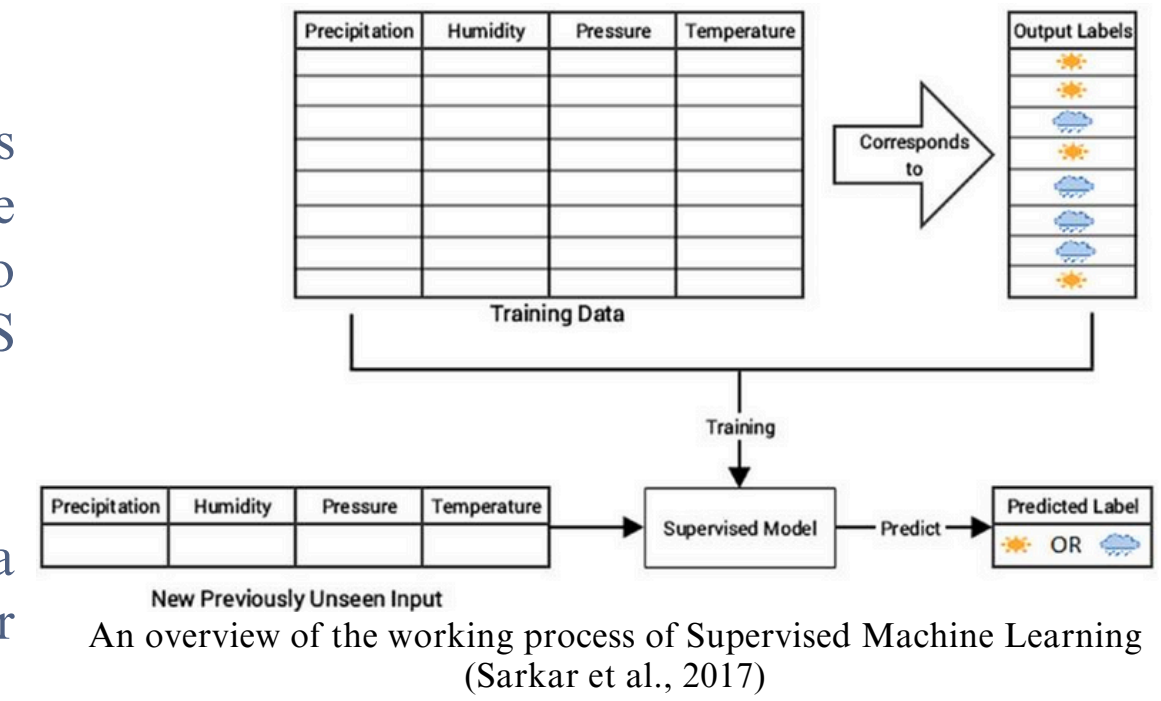 Precipitation Humidity Pressure Temperature
Output Labels
Corresponds
to
Training Data
s
e
o
S
Training
Precipitation Humidity Pressure Temperature
Supervised Model
Predict
Predicted Label
OR
New Previously Unseen Input
a
r
An overview of the working process of Supervised Machine Learning
(Sarkar et al., 2017)